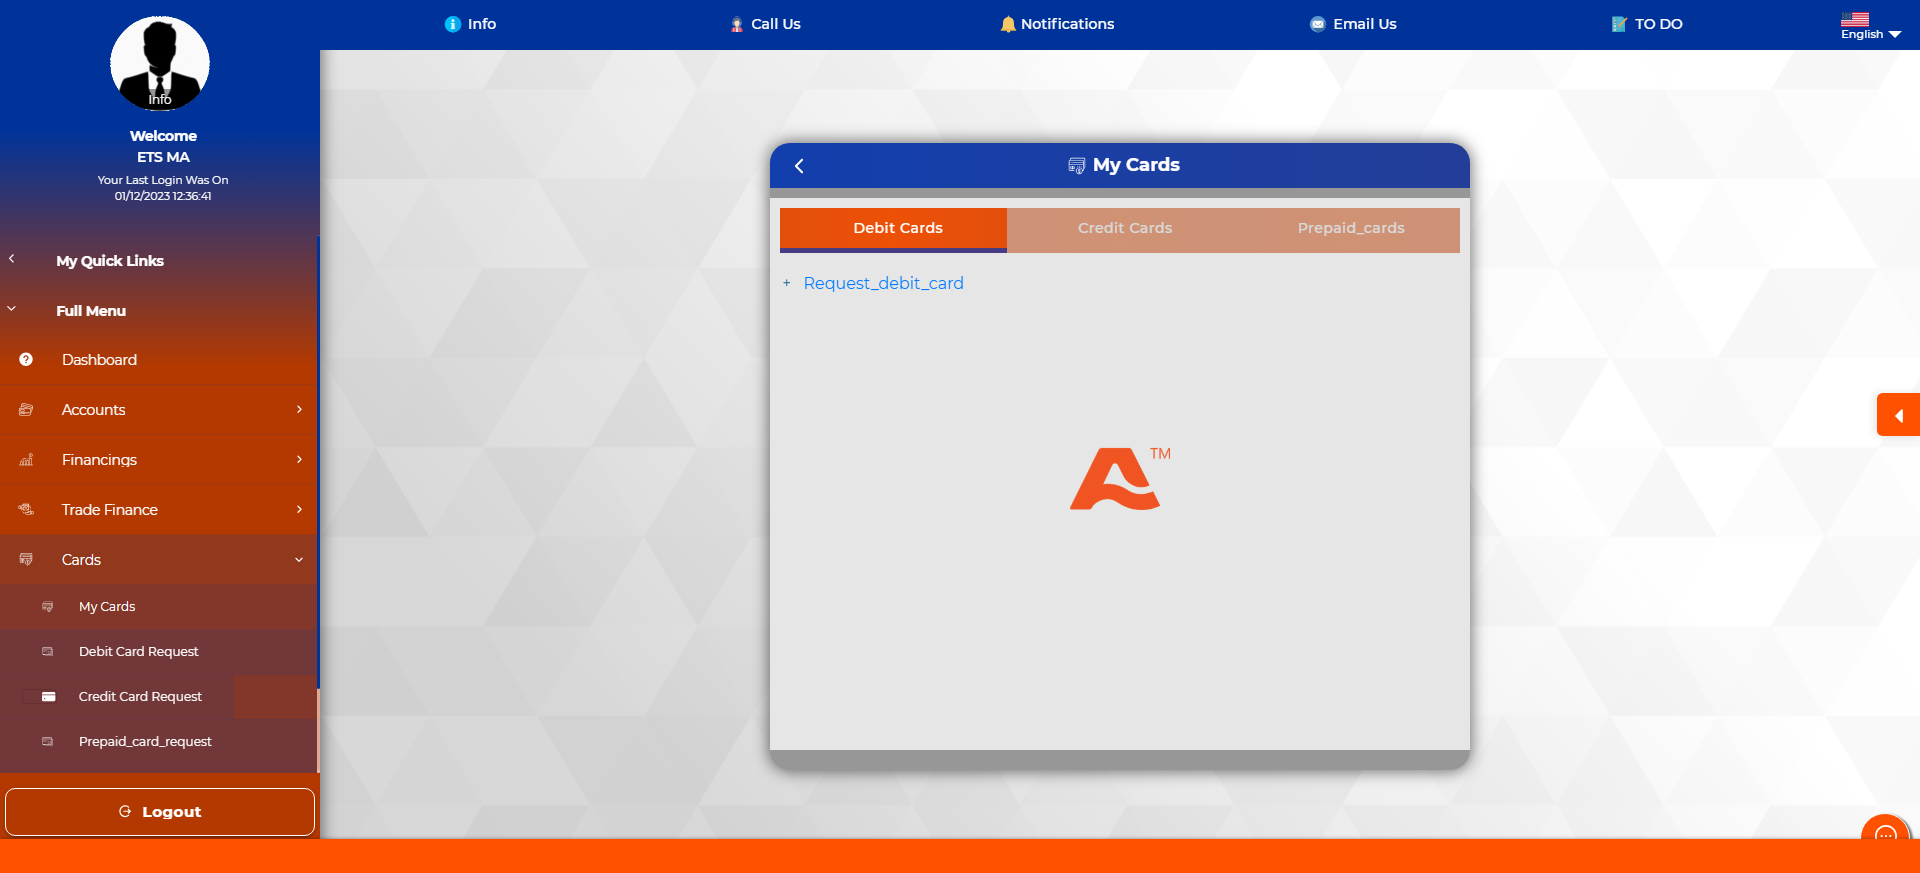 Info
Call Us
Notifications
Email Us
TO DO
English
Info
Welcome
ETS MA
Your Last Login Was On
01/12/2023 12:36:41
My Quick Links
Full Menu
Dashboard
Accounts
Financings
Trade Finance
Cards
My Cards
Debit Card Request
Credit Card Request
Prepaid_card_request
Logout
My Cards
Debit Cards
Credit Cards
Prepaid_cards
+ Request_debit_card
TM